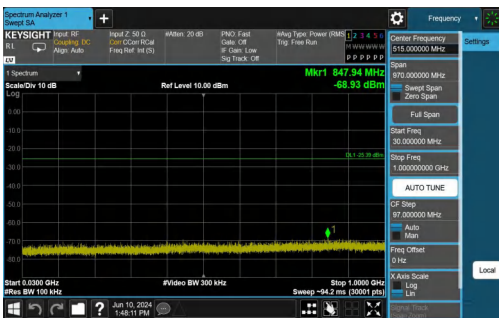 Spectrum Analyzer 1
Swept SA
Frequency
Settings
KEYSIGHT
RL
LV
Input: RF
Coupling: DC
Align: Auto
Input Z: 50 Ω
Corr CCorr RCal
Freq Ref: Int (S)
#Atten: 20 dB
PNO: Fast
Gate: Off
IF Gain: Low
Sig Track: Off
#Avg Type: Power (RMS
Trig: Free Run
1 2 3 4 5 6
M W W W W W
P P P P P P
1 Spectrum
Scale/Div 10 dB
Log
Ref Level 10.00 dBm
Mkr1 847.94 MHz
-68.93 dBm
0.00
-10.0
-20.0
DL1 -25.35 dBm
-30.0
-40.0
-50.0
-60.0
1
-70.0
-80.0
Start 0.0300 GHz
#Res BW 100 kHz
#Video BW 300 kHz
Stop 1.0000 GHz
Sweep ~94.2 ms (30001 pts)
Jun 10, 2024
1:48:11 PM
?
Center Frequency
515.000000 MHz
Span
970.000000 MHz
Swept Span
Zero Span
Full Span
Start Freq
30.000000 MHz
Stop Freq
1.000000000 GHz
AUTO TUNE
CF Step
97.000000 MHz
Auto
Man
Freq Offset
0 Hz
X Axis Scale
Log
Lin
Signal Track
Local